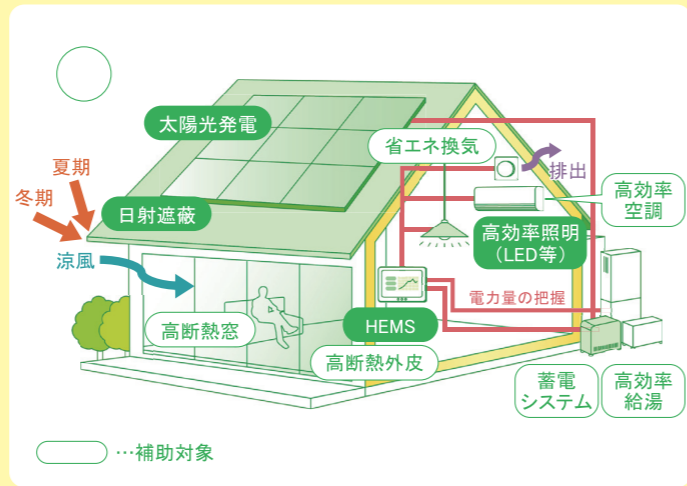 太陽光発電
省エネ換気
排出
夏期
冬期
高効率
空調
日射遮蔽
高効率照明
(LED等)
涼風
電力量の把握
高断熱窓
HEMS
高断熱外皮
蓄電
システム
高効率
給湯
…補助対象